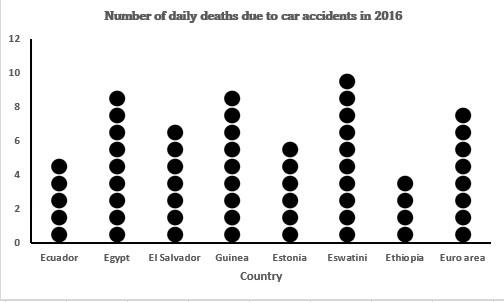 Number of daily deaths due to car accidents in 2016
12
10
8
6
4
2
0
Ecuador Egypt El Salvador Guinea Estonia Eswatini Ethiopia Euro area
Country